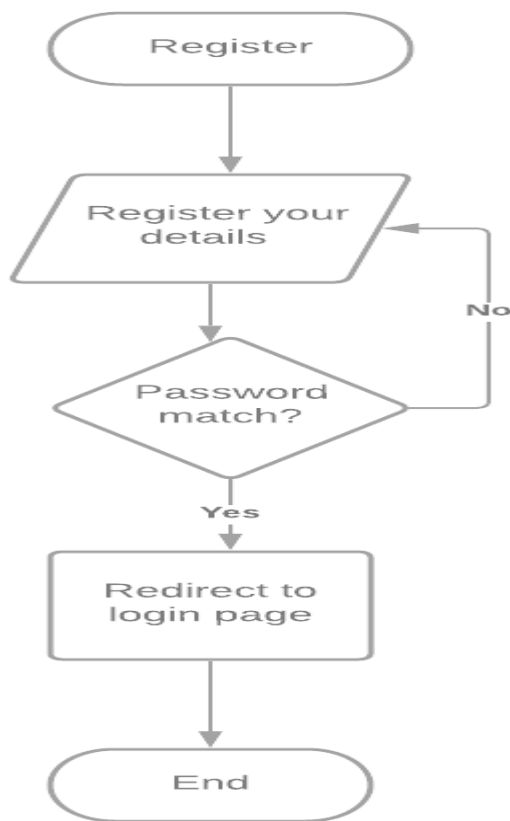 Register
Register your
details
No
Password
match?
Yes
Redirect to
login page
End